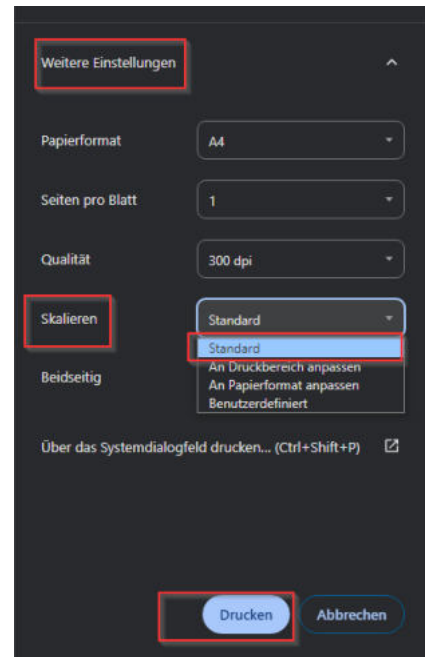 Weitere Einstellungen
Papierformat A4
Seiten pro Blatt 1
Qualität 300 dpi
Skalieren Standard
Standard
An Druckbereich anpassen
Beidseitig An Papierformat anpassen
Benutzerdefiniert
Über das Systemdialogfeld drucken... (Ctrl+Shift+P)
Drucken Abbrechen